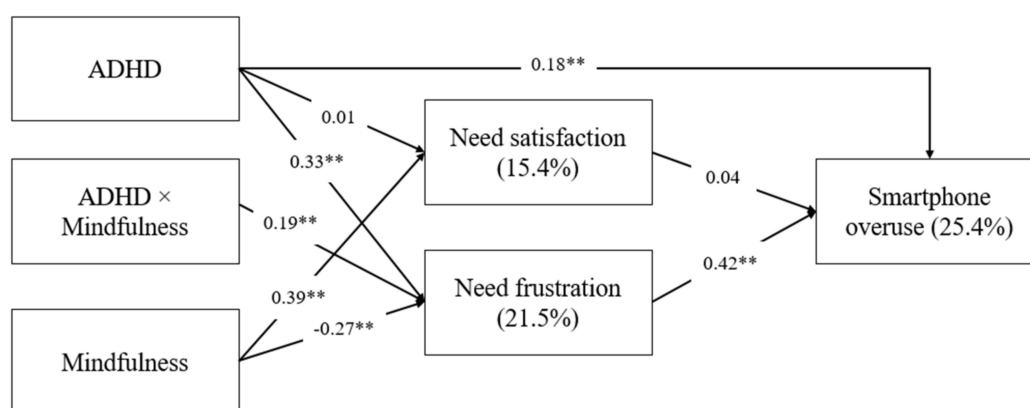 ADHD
0.18**
0.01
Need satisfaction
(15.4%)
0.33**
0.04
ADHD ×
Mindfulness
0.19**
Smartphone
overuse (25.4%)
0.42**
Need frustration
(21.5%)
0.39**
-0.27**
Mindfulness